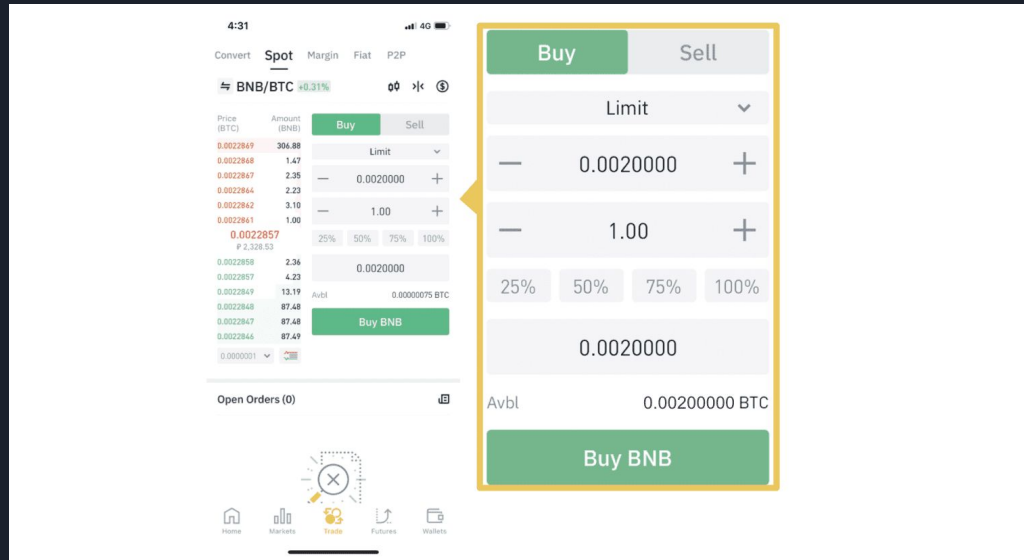 4:31
4G
Convert Spot Margin Fiat P2P
BNB/BTC +0.31%
Price (BTC) Amount (BNB)
0.0022869 306.88
0.0022868 1.47
0.0022867 2.35
0.0022864 2.23
0.0022862 3.10
0.0022861 1.00
0.0022857
₽ 2,328.53
0.0022858 2.36
0.0022857 4.23
0.0022849 13.19
0.0022848 87.48
0.0022847 87.48
0.0022846 87.49
0.0000001
Buy Sell
Limit
— 0.0020000 +
— 1.00 +
25% 50% 75% 100%
0.0020000
Avbl 0.00000075 BTC
Buy BNB
Open Orders (0)
Home Markets Trade Futures Wallets
Buy Sell
Limit
— 0.0020000 +
— 1.00 +
25% 50% 75% 100%
0.0020000
Avbl 0.00200000 BTC
Buy BNB